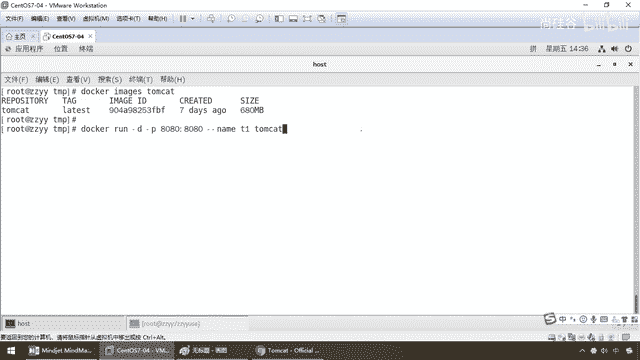 CentOS7-04 - VMware Workstation
文件(F) 编辑(E) 查看(V) 虚拟机(M) 选项卡(T) 帮助(H)
主页 CentOS7-04
应用程序 位置 终端 拼 星期五 14:36
host
文件(F) 编辑(E) 查看(V) 搜索(S) 终端(T) 帮助(H)
[root@zzyy tmp]# docker images tomcat
REPOSITORY TAG IMAGE ID CREATED SIZE
tomcat latest 904a98253fbf 7 days ago 680MB
[root@zzyy tmp]#
[root@zzyy tmp]# docker run -d -p 8080:8080 --name t1 tomcat
host [root@zzyy:/zzyyuse]
要返回到您的计算机，请将鼠标指针从虚拟机中移出或按 Ctrl+Alt。
Mindjet MindMa... CentOS7-04 - VM... 无标题 - 画图 Tomcat - Official ...
尚硅谷 bilibili